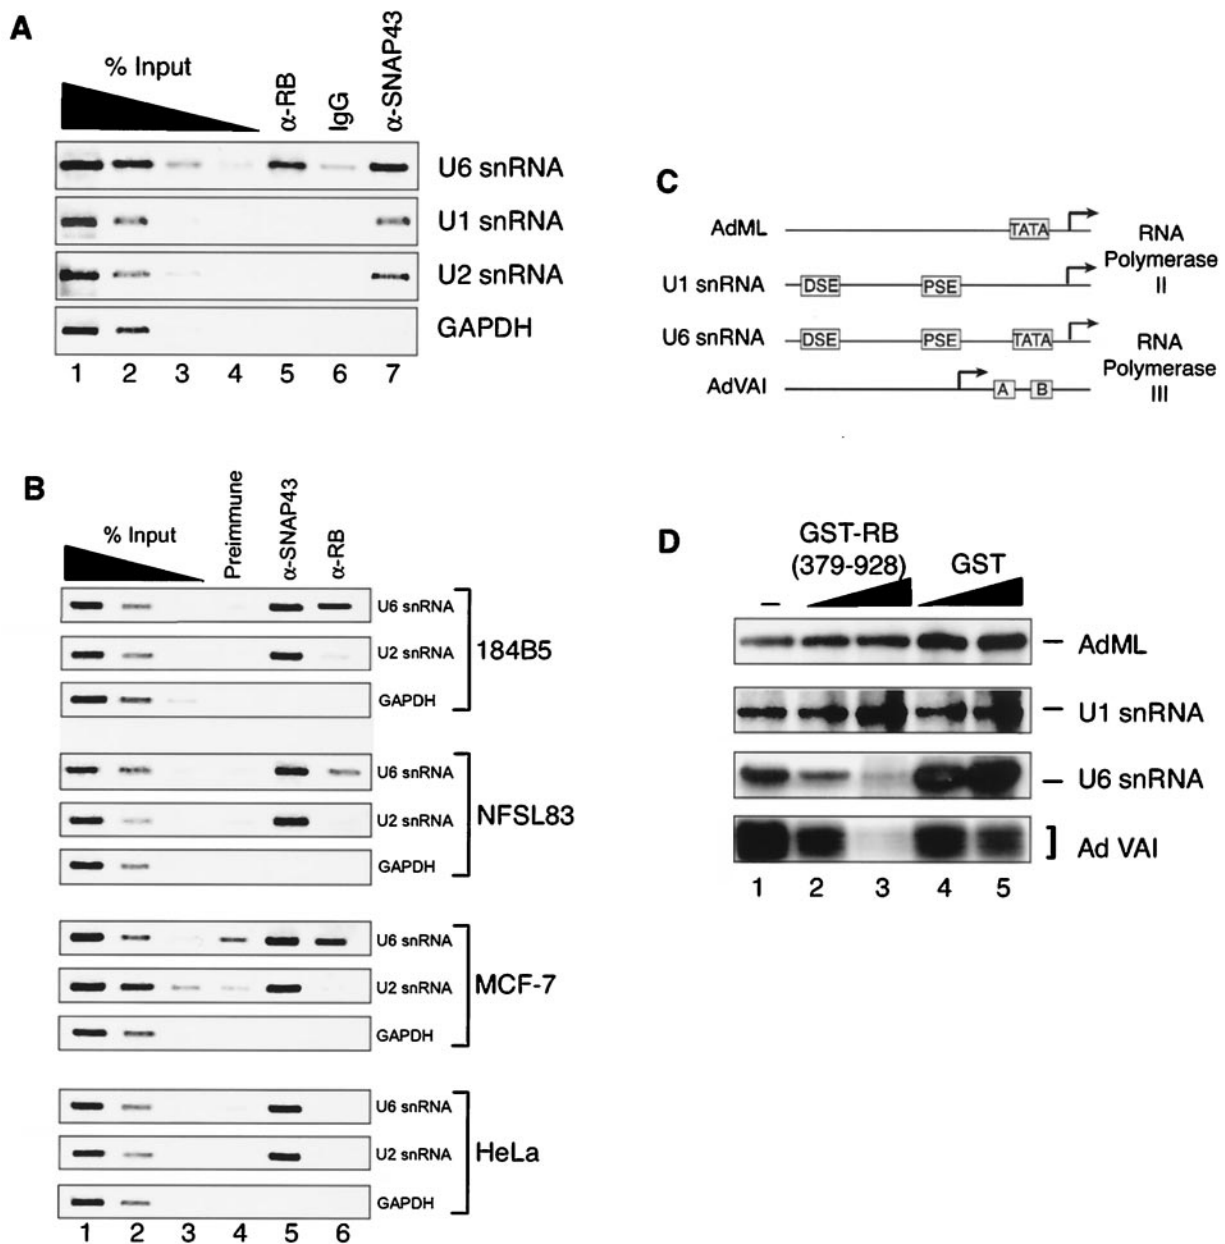 A
% Input
α-RB
IgG
α-SNAP43
U6 snRNA
U1 snRNA
U2 snRNA
GAPDH
1 2 3 4 5 6 7
B
% Input
Preimmune
α-SNAP43
α-RB
U6 snRNA
U2 snRNA
GAPDH
184B5
U6 snRNA
U2 snRNA
GAPDH
NFSL83
U6 snRNA
U2 snRNA
GAPDH
MCF-7
U6 snRNA
U2 snRNA
GAPDH
HeLa
1 2 3 4 5 6
C
AdML TATA
U1 snRNA DSE PSE
RNA
Polymerase
II
U6 snRNA DSE PSE TATA
AdVAI A B
RNA
Polymerase
III
D
GST-RB
(379-928)
GST
–
AdML
U1 snRNA
U6 snRNA
Ad VAI
1 2 3 4 5